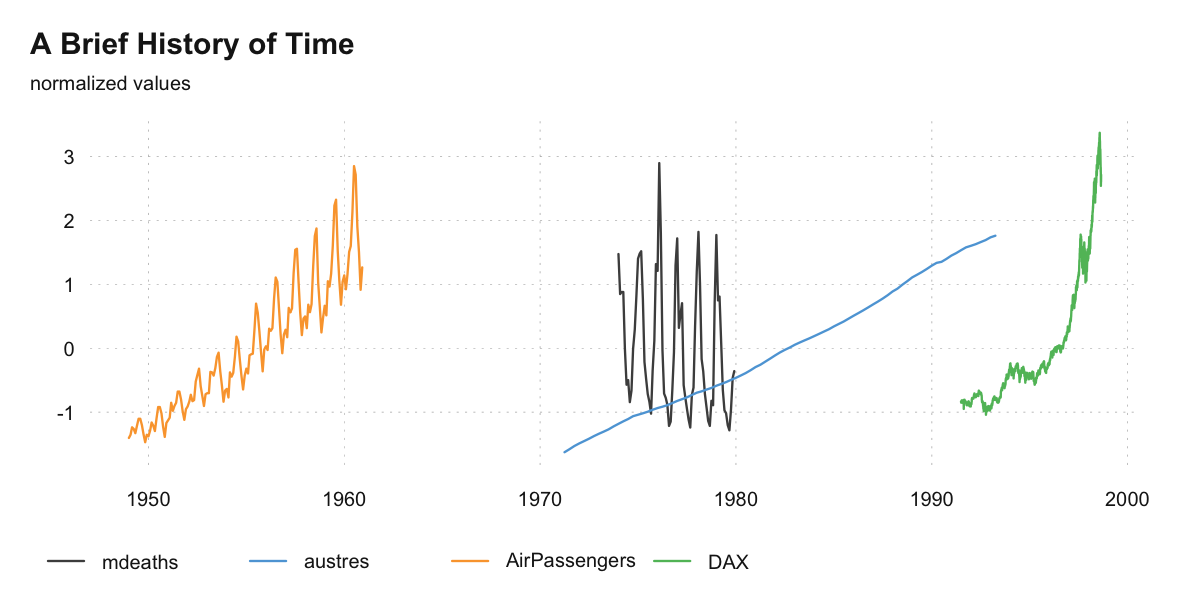 A Brief History of Time
normalized values
3
2
1
0
-1
1950 1960 1970 1980 1990 2000
mdeaths austres AirPassengers DAX